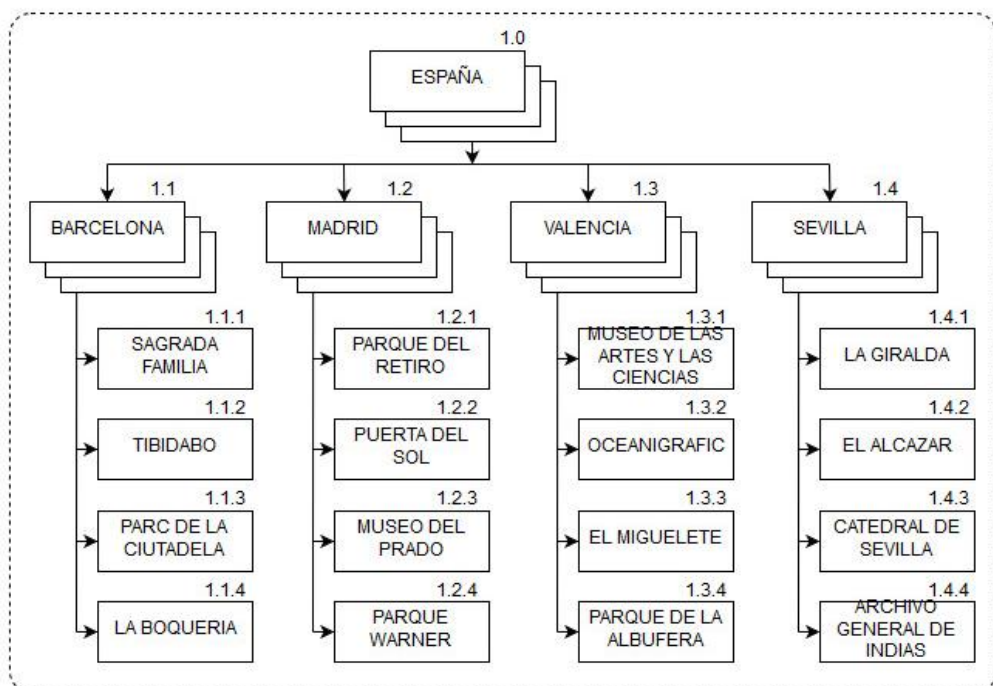 1.0
ESPAÑA
1.1
BARCELONA
1.2
MADRID
1.3
VALENCIA
1.4
SEVILLA
1.1.1
SAGRADA
FAMILIA
1.1.2
TIBIDABO
1.1.3
PARC DE LA
CIUTADELA
1.1.4
LA BOQUERIA
1.2.1
PARQUE DEL
RETIRO
1.2.2
PUERTA DEL
SOL
1.2.3
MUSEO DEL
PRADO
1.2.4
PARQUE
WARNER
1.3.1
MUSEO DE LAS
ARTES Y LAS
CIENCIAS
1.3.2
OCEANIGRAFIC
1.3.3
EL MIGUELETE
1.3.4
PARQUE DE LA
ALBUFERA
1.4.1
LA GIRALDA
1.4.2
EL ALCAZAR
1.4.3
CATEDRAL DE
SEVILLA
1.4.4
ARCHIVO
GENERAL DE
INDIAS